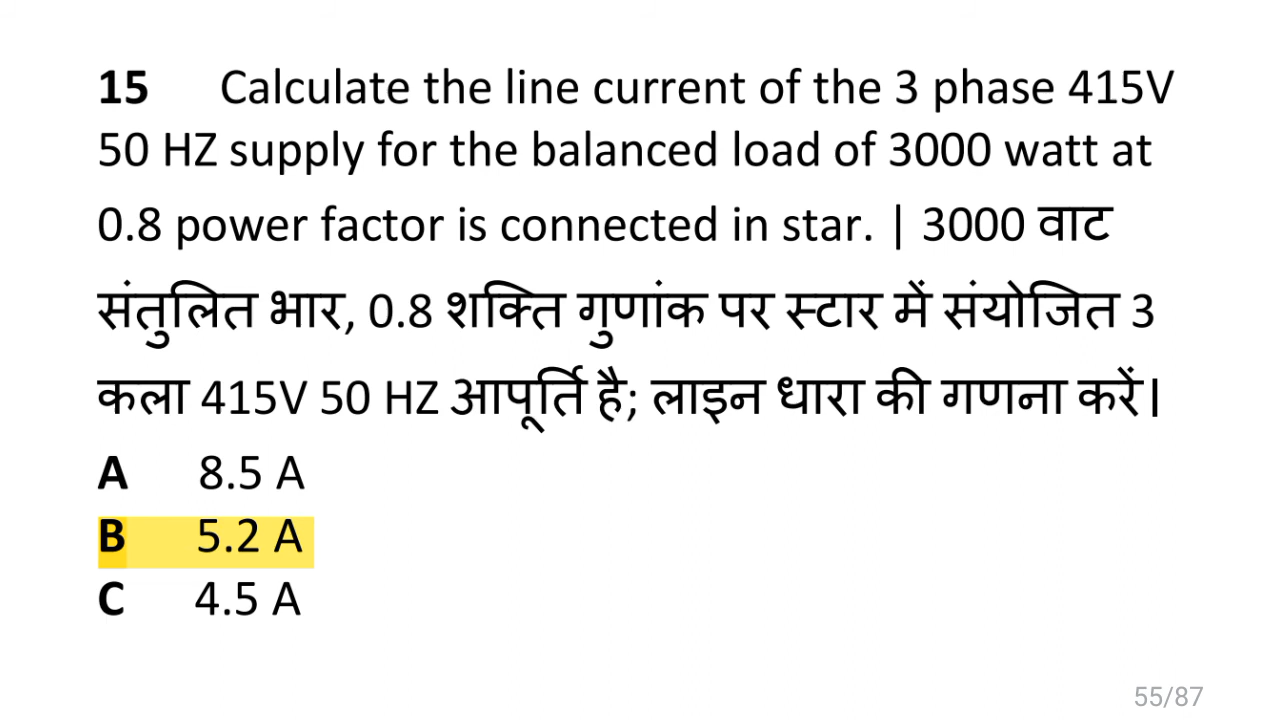 15 Calculate the line current of the 3 phase 415V
50 HZ supply for the balanced load of 3000 watt at
0.8 power factor is connected in star. | 3000 वाट
संतुलित भार, 0.8 शक्ति गुणांक पर स्टार में संयोजित 3
कला 415V 50 HZ आपूर्ति है; लाइन धारा की गणना करें।
A 8.5 A
B 5.2 A
C 4.5 A
55/87